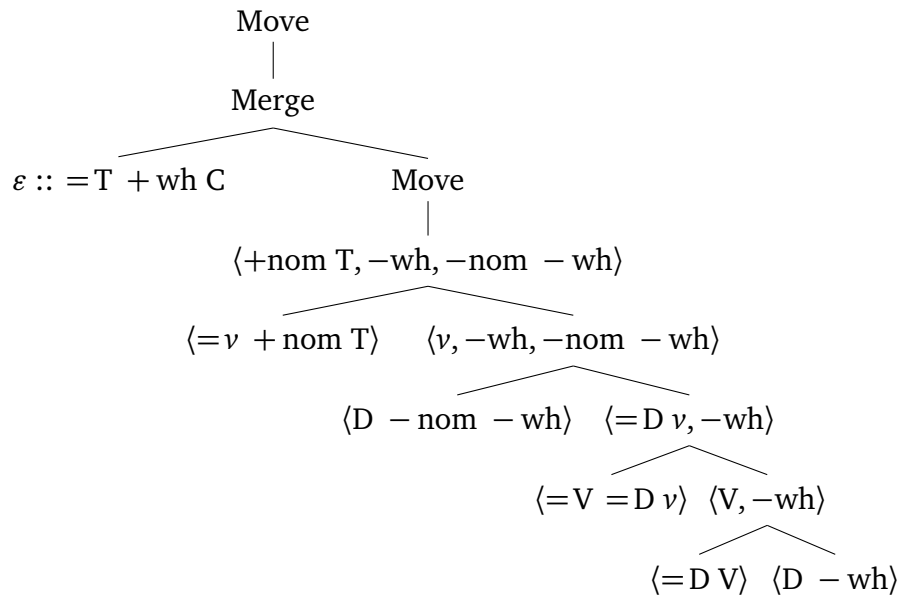 Move
Merge
ε :: =T +wh C Move
⟨+nom T, −wh, −nom −wh⟩
⟨=v +nom T⟩ ⟨v, −wh, −nom −wh⟩
⟨D −nom −wh⟩ ⟨=D v, −wh⟩
⟨=V =D v⟩ ⟨V, −wh⟩
⟨=D V⟩ ⟨D −wh⟩